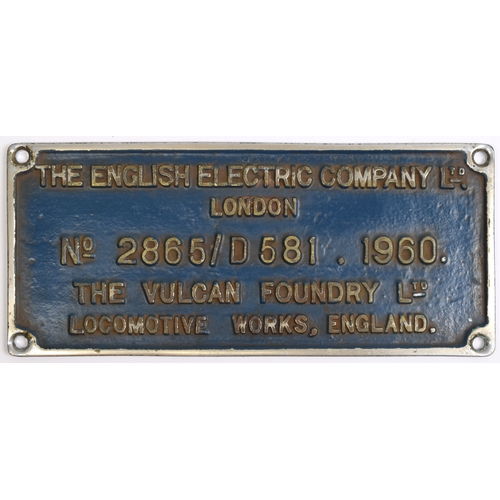 THE ENGLISH ELECTRIC COMPANY LTD.
LONDON
No 2865/D581 . 1960.
THE VULCAN FOUNDRY LTD
LOCOMOTIVE WORKS, ENGLAND.